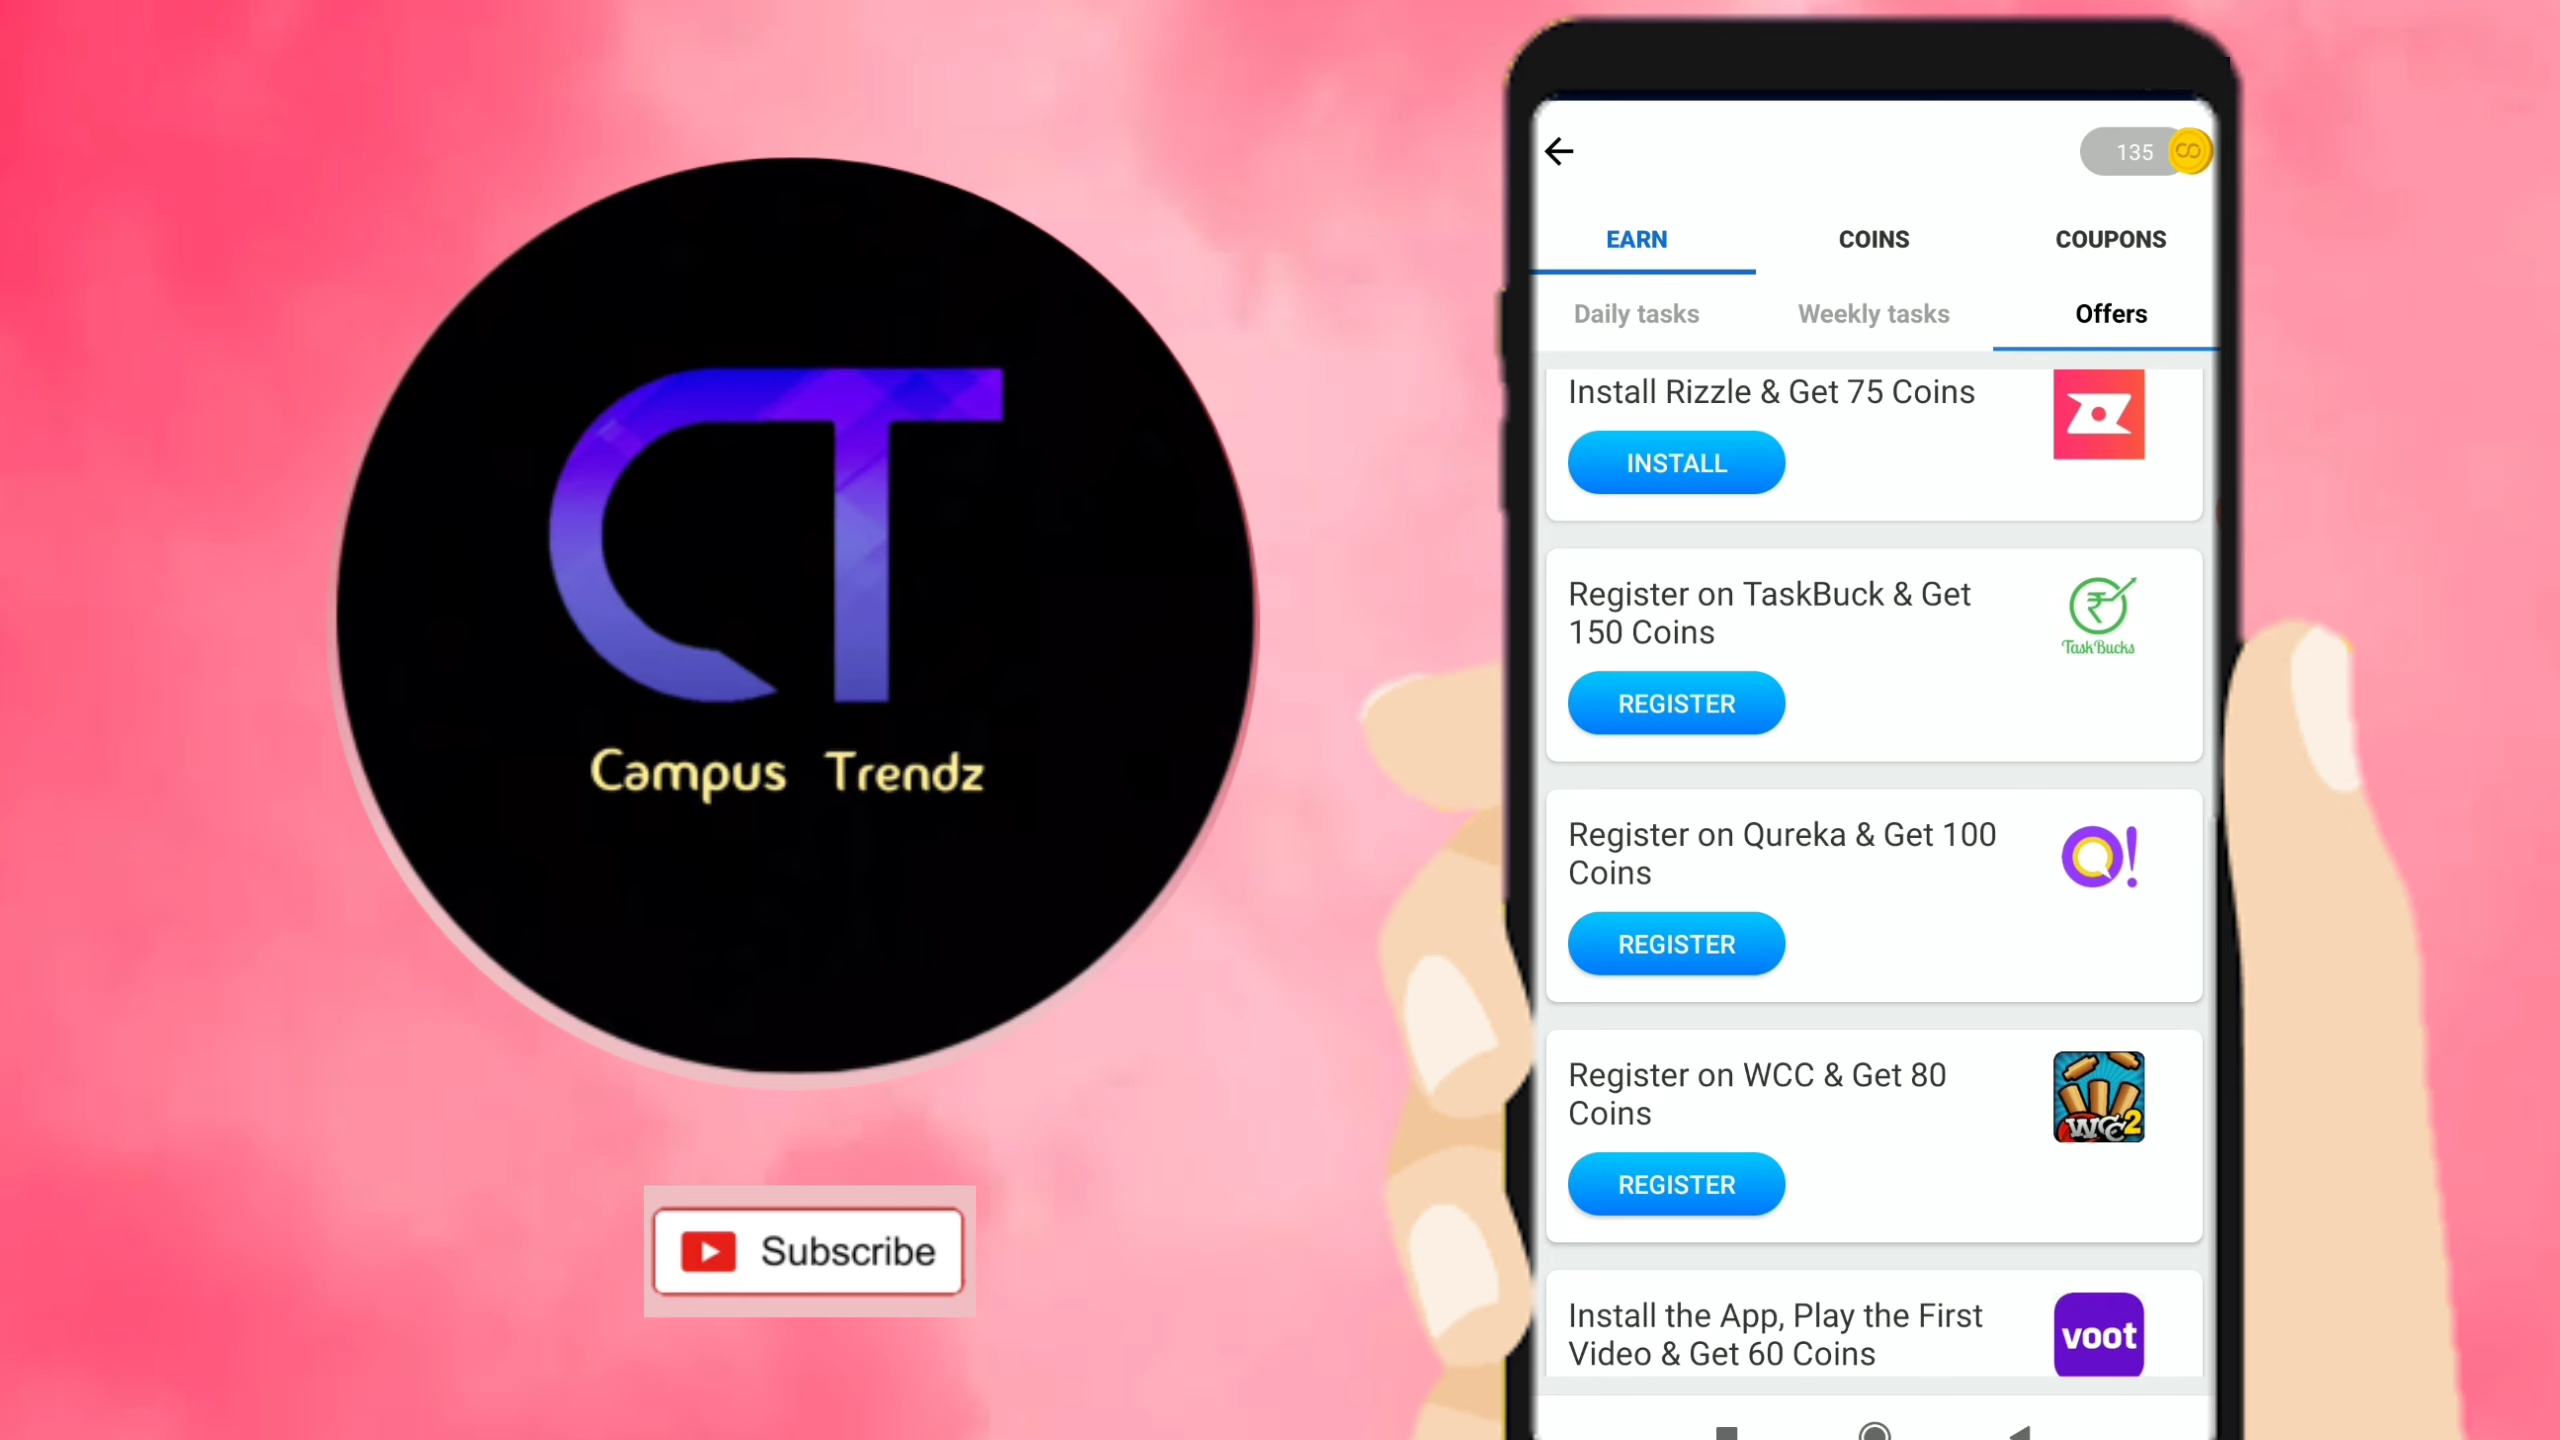 CT
Campus Trendz
Subscribe
135
EARN COINS COUPONS
Daily tasks Weekly tasks Offers
Install Rizzle & Get 75 Coins
INSTALL
Register on TaskBuck & Get
150 Coins
TaskBucks
REGISTER
Register on Qureka & Get 100
Coins
Q!
REGISTER
Register on WCC & Get 80
Coins
WCC2
REGISTER
Install the App, Play the First
Video & Get 60 Coins
voot